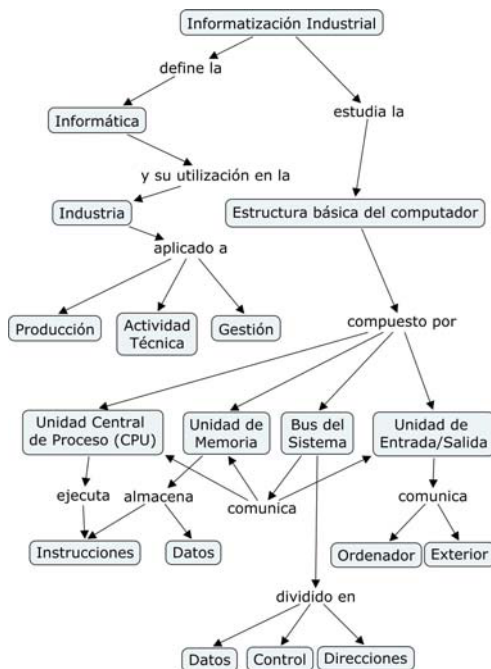 Informatización Industrial
define la
estudia la
Informática
y su utilización en la
Industria
Estructura básica del computador
aplicado a
Producción
Actividad
Técnica
Gestión
compuesto por
Unidad Central
de Proceso (CPU)
Unidad de
Memoria
Bus del
Sistema
Unidad de
Entrada/Salida
ejecuta
almacena
comunica
comunica
Instrucciones
Datos
Ordenador
Exterior
dividido en
Datos
Control
Direcciones